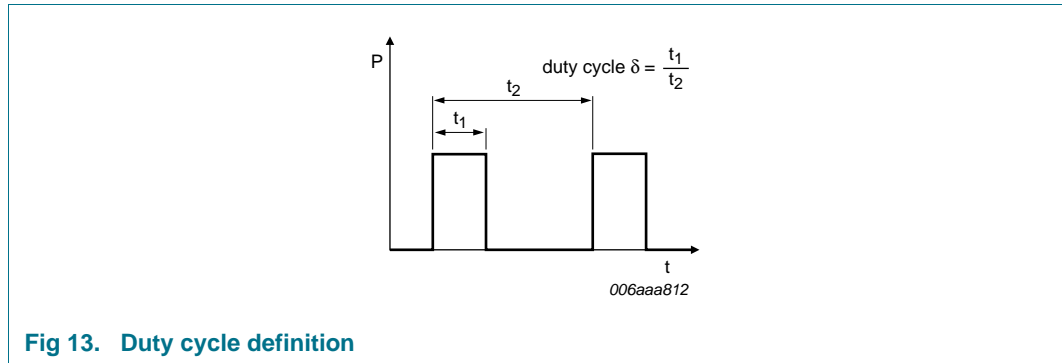 P
duty cycle δ = t1
t2
t2
t1
t
006aaa812
Fig 13. Duty cycle definition